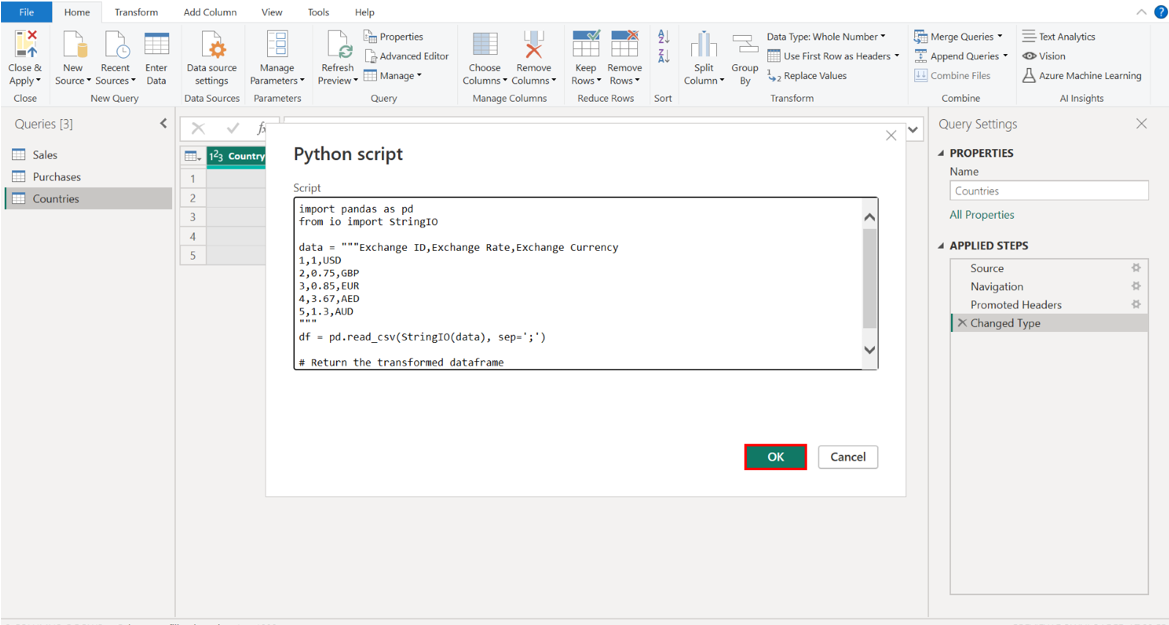 File Home Transform Add Column View Tools Help
Close & Apply
New Source
Recent Sources
Enter Data
Data source settings
Manage Parameters
Refresh Preview
Properties
Advanced Editor
Manage
Choose Columns
Remove Columns
Keep Rows
Remove Rows
Split Column
Group By
Data Type: Whole Number
Use First Row as Headers
Replace Values
Merge Queries
Append Queries
Combine Files
Text Analytics
Vision
Azure Machine Learning
Close New Query Data Sources Parameters Query Manage Columns Reduce Rows Sort Transform Combine AI Insights
Queries [3]
Sales
Purchases
Countries
fx
1²3 Country
1
2
3
4
5
Python script
Script
import pandas as pd
from io import StringIO
data = """Exchange ID,Exchange Rate,Exchange Currency
1,1,USD
2,0.75,GBP
3,0.85,EUR
4,3.67,AED
5,1.3,AUD
"""
df = pd.read_csv(StringIO(data), sep=';')
# Return the transformed dataframe
OK Cancel
Query Settings
PROPERTIES
Name
Countries
All Properties
APPLIED STEPS
Source
Navigation
Promoted Headers
Changed Type